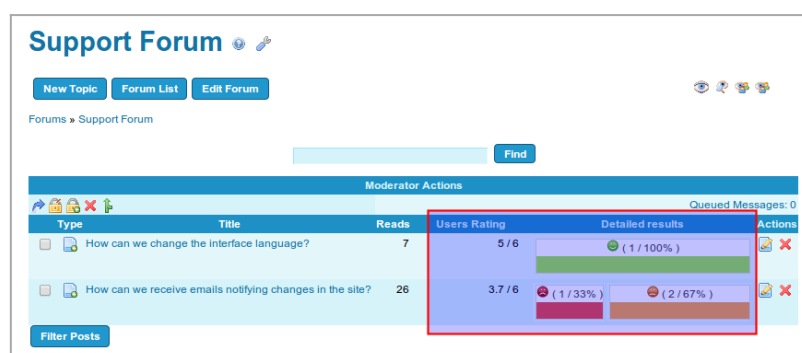 Support Forum
New Topic Forum List Edit Forum
Forums » Support Forum
Find
Moderator Actions
Queued Messages: 0
Type Title Reads Users Rating Detailed results Actions
How can we change the interface language? 7 5 / 6 ( 1 / 100% )
How can we receive emails notifying changes in the site? 26 3.7 / 6 ( 1 / 33% ) ( 2 / 67% )
Filter Posts